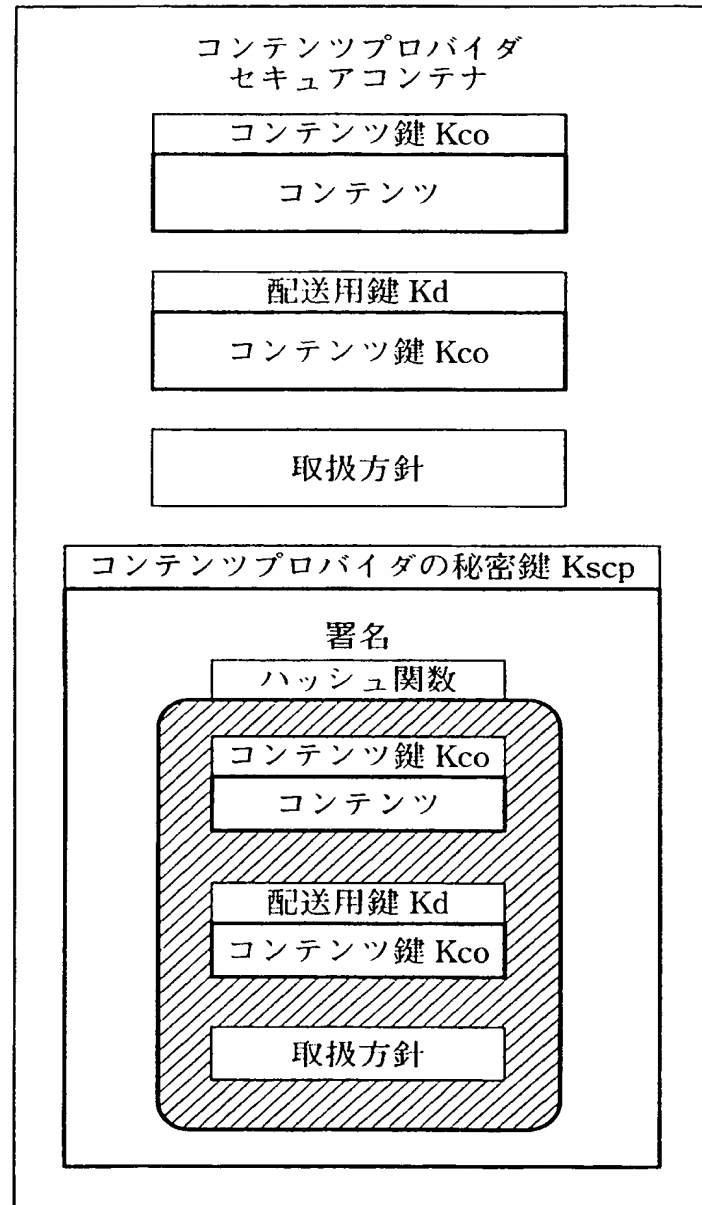 コンテンツプロバイダ
セキュアコンテナ
コンテンツ鍵 Kco
コンテンツ
配送用鍵 Kd
コンテンツ鍵 Kco
取扱方針
コンテンツプロバイダの秘密鍵 Kscp
署名
ハッシュ関数
コンテンツ鍵 Kco
コンテンツ
配送用鍵 Kd
コンテンツ鍵 Kco
取扱方針